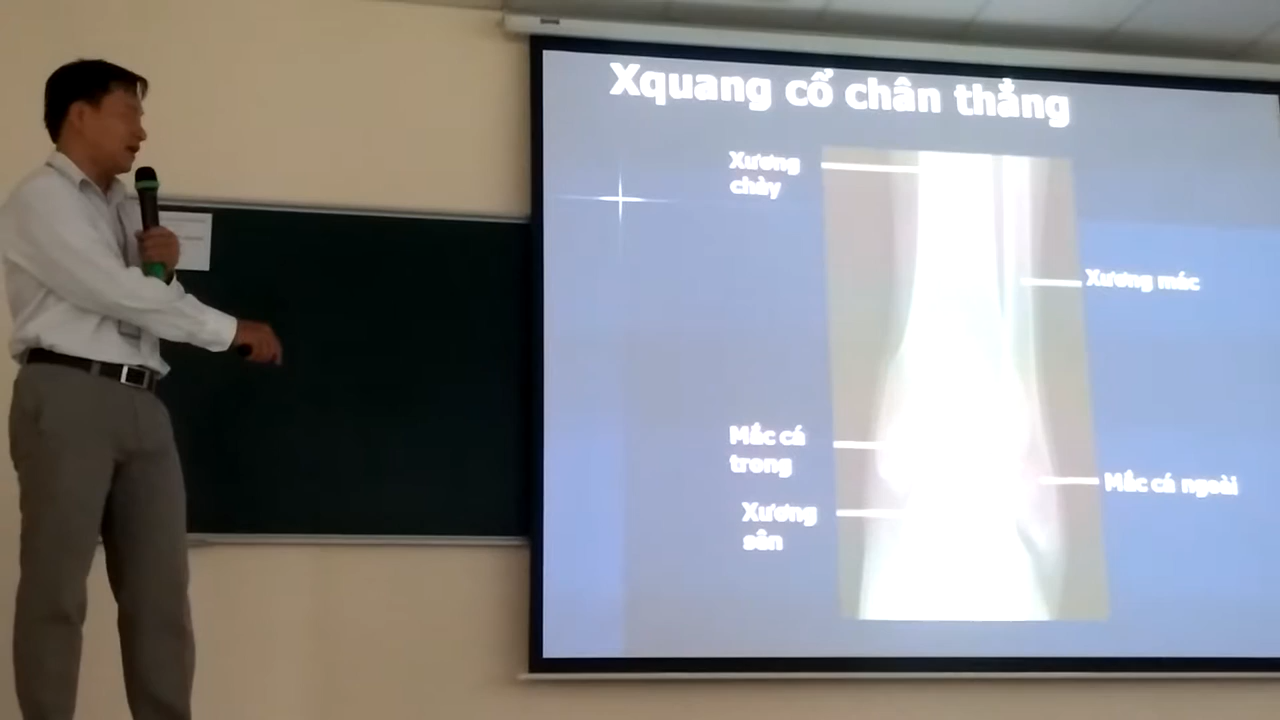 Xquang cổ chân thẳng
Xương
chày
Xương mác
Mắc cá
trong
Mắc cá ngoài
Xương
sên